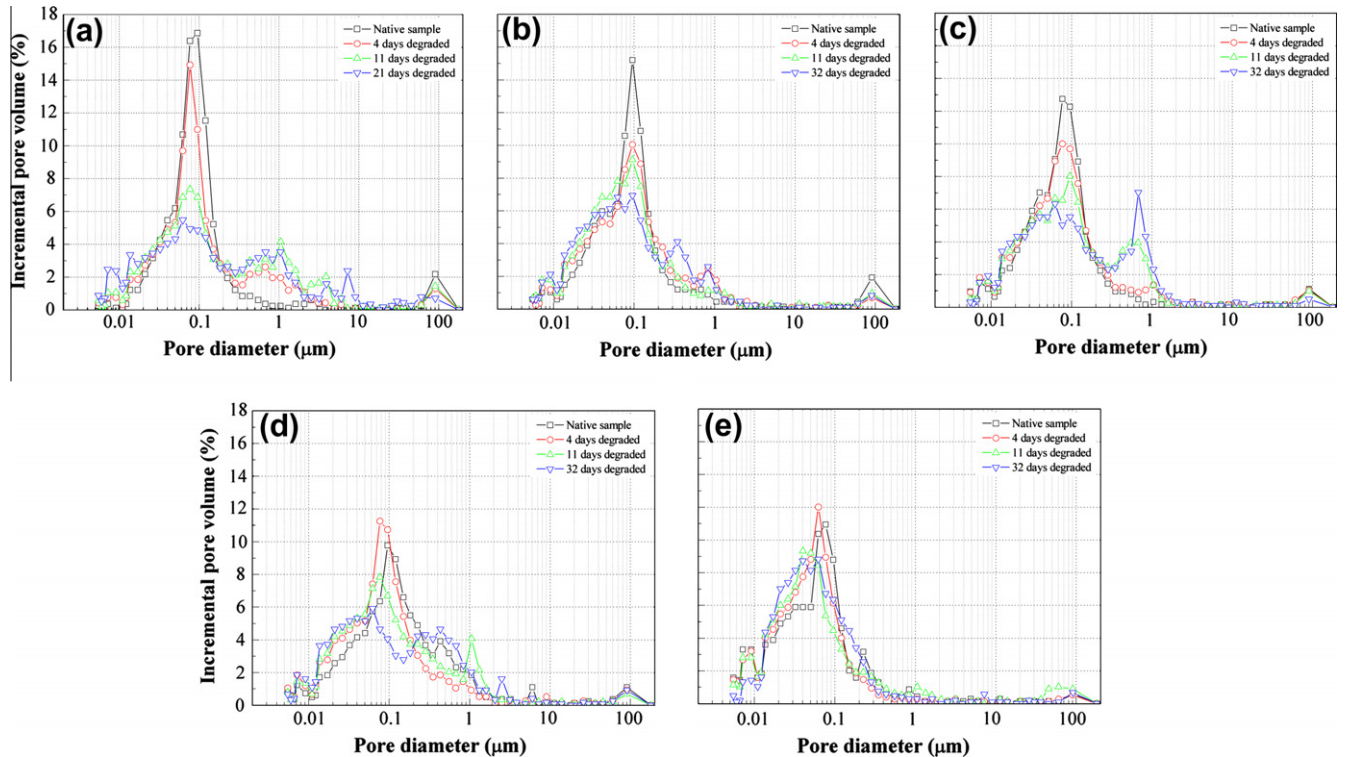 (a)
Native sample
4 days degraded
11 days degraded
21 days degraded
Incremental pore volume (%)
18
16
14
12
10
8
6
4
2
0
0.01 0.1 1 10 100
Pore diameter (μm)
(b)
Native sample
4 days degraded
11 days degraded
32 days degraded
0.01 0.1 1 10 100
Pore diameter (μm)
(c)
Native sample
4 days degraded
11 days degraded
32 days degraded
0.01 0.1 1 10 100
Pore diameter (μm)
(d)
Native sample
4 days degraded
11 days degraded
32 days degraded
Incremental pore volume (%)
18
16
14
12
10
8
6
4
2
0
0.01 0.1 1 10 100
Pore diameter (μm)
(e)
Native sample
4 days degraded
11 days degraded
32 days degraded
0.01 0.1 1 10 100
Pore diameter (μm)